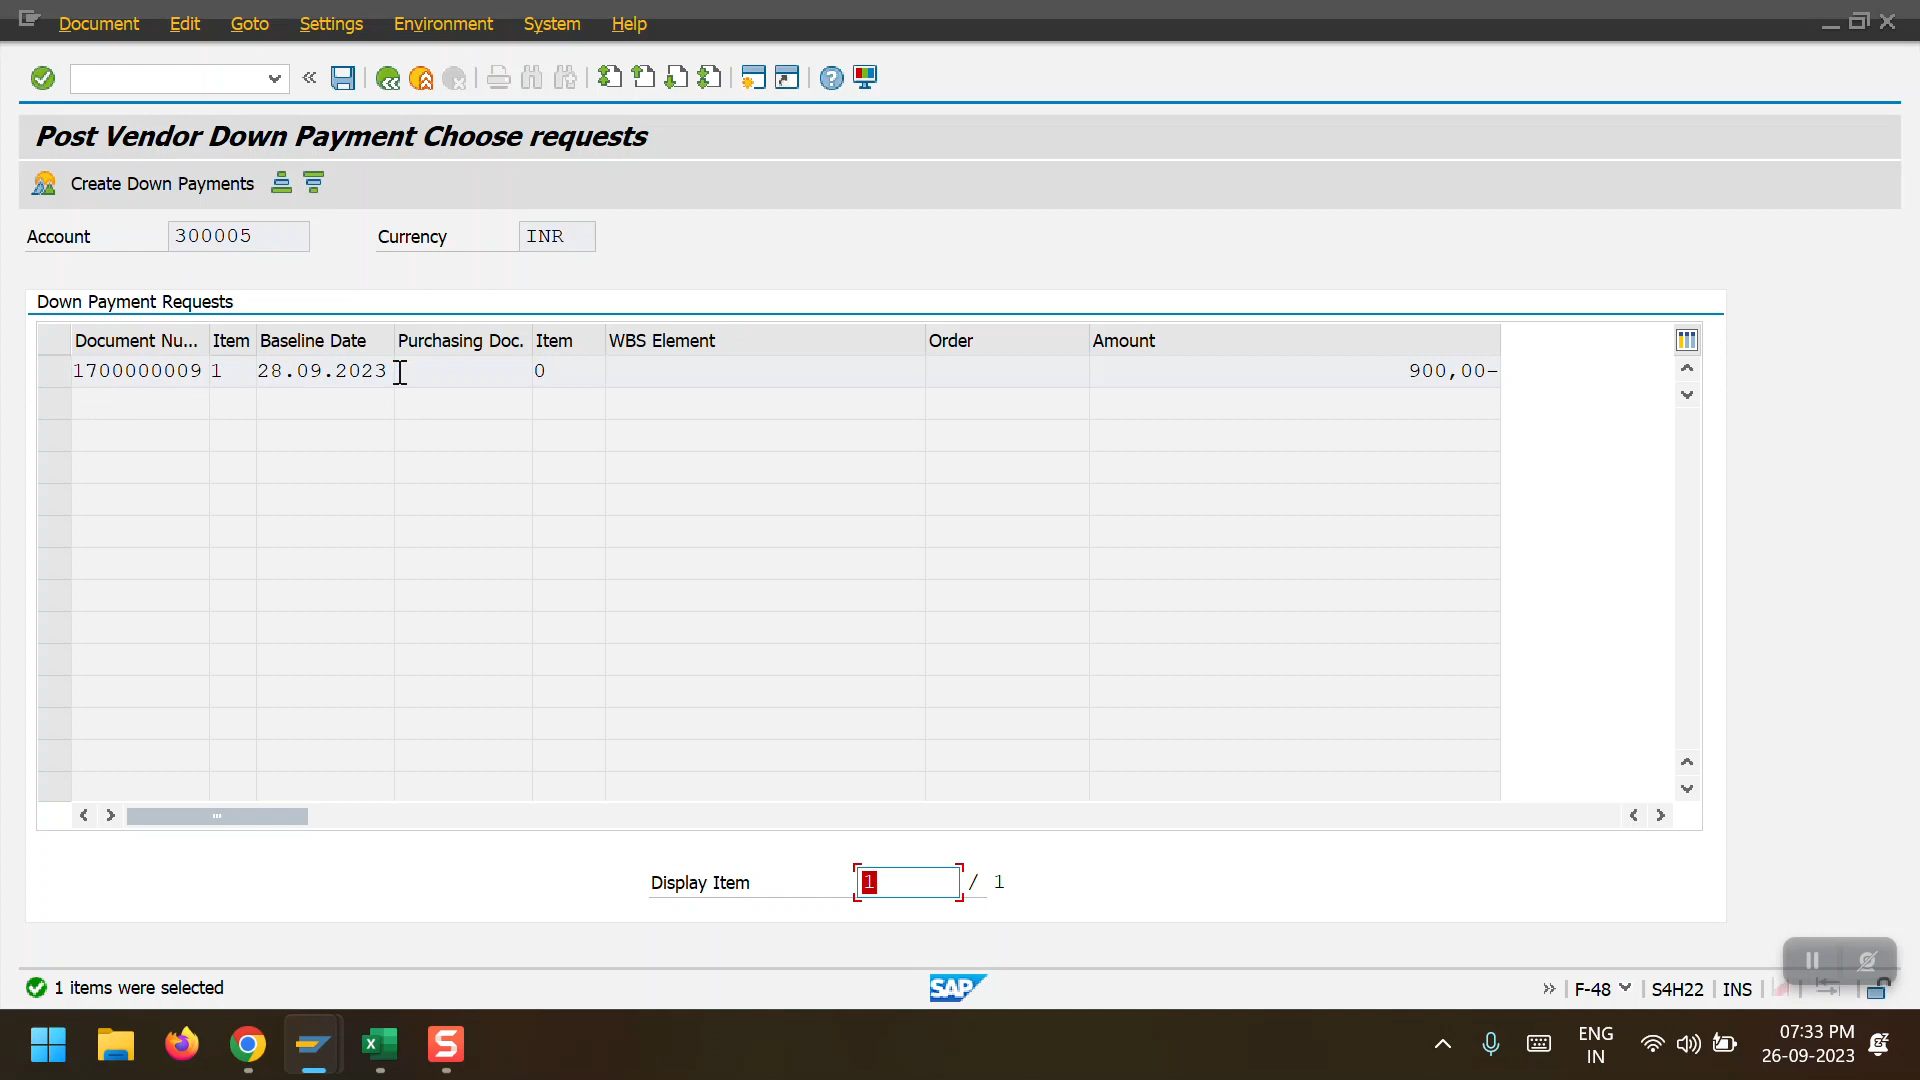 Document Edit Goto Settings Environment System Help
Post Vendor Down Payment Choose requests
Create Down Payments
Account 300005 Currency INR
Down Payment Requests
Document Nu... Item Baseline Date Purchasing Doc. Item WBS Element Order Amount
1700000009 1 28.09.2023 0 900,00-
Display Item 1 / 1
1 items were selected SAP F-48 S4H22 INS
ENG 07:33 PM
IN 26-09-2023